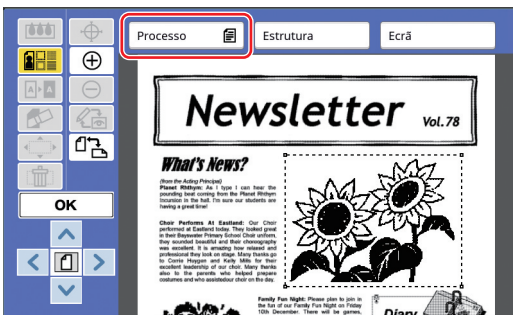 Processo
Estrutura
Ecrã
A A
OK
Newsletter Vol.78
What's News?
(from the Acting Principal)
Planet Rhthym: As I type I can hear the
pounding beat coming from the Planet Rhthym
Incursion in the hall. I'm sure our students are
having a great time!
Choir Performs At Eastland: Our Choir
performed at Eastland today. They looked great
in their Bayswater Primary School Choir uniform,
they sounded beautiful and their choreography
was excellent. It is amazing how relaxed and
professional they look on stage. Many thanks go
to Corrie Huygen and Kelly Mills for their
excellent leadership of our choir. Many thanks
also to the parents who helped prepare
costumes and who assistedour choir on the day.
Family Fun Night: Please plan to join in
the fun of our Family Fun Night on Friday
10th December. There will be games,
Diary